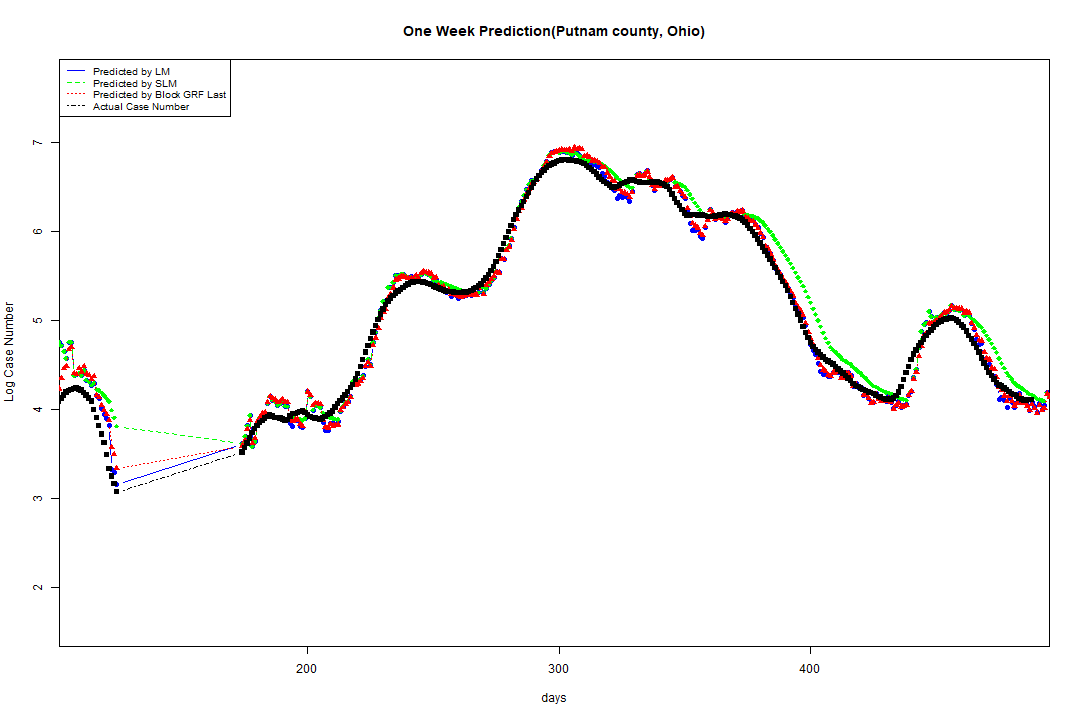 One Week Prediction(Putnam county, Ohio)
Predicted by LM
Predicted by SLM
Predicted by Block GRF Last
Actual Case Number
7
6
5
4
3
2
Log Case Number
200
300
400
days